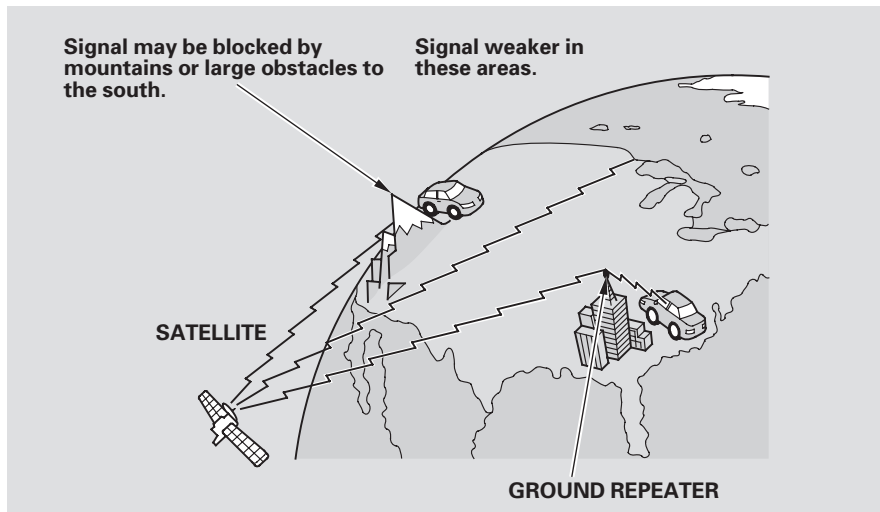 Signal may be blocked by
mountains or large obstacles to
the south.
Signal weaker in
these areas.
SATELLITE
GROUND REPEATER